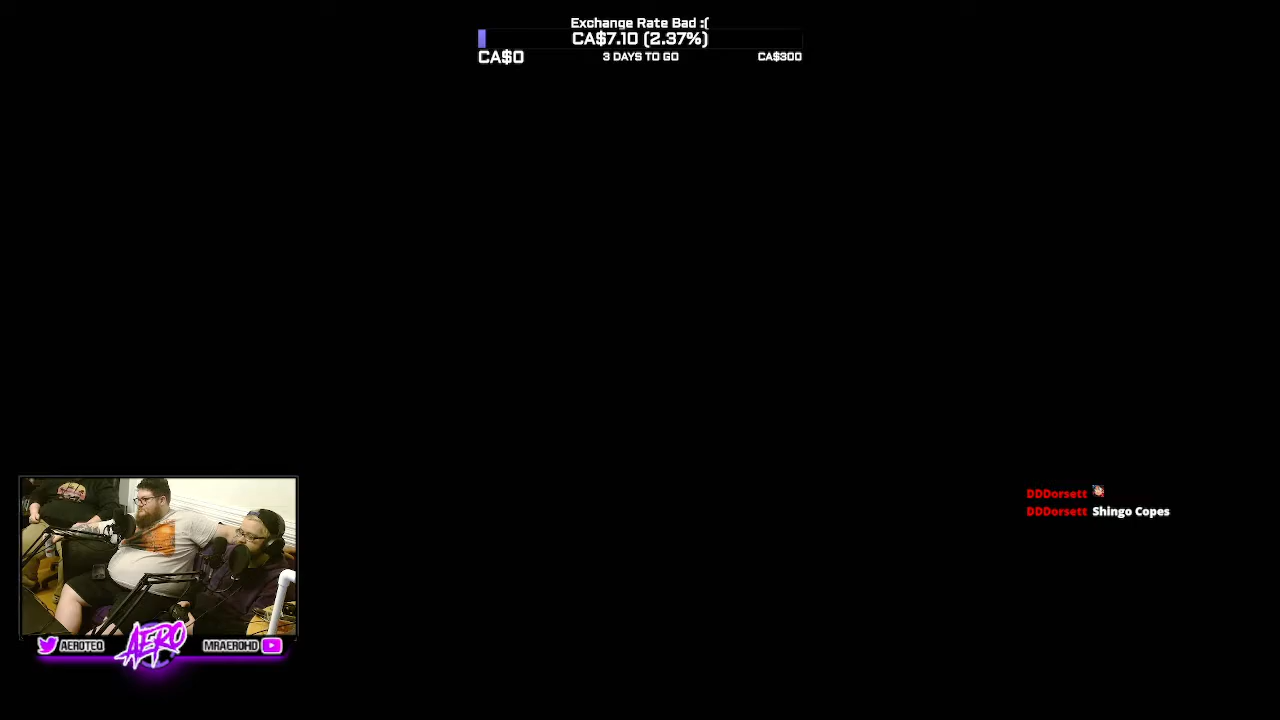 Exchange Rate Bad :(
CA$7.10 (2.37%)
CA$0 3 DAYS TO GO CA$300
DDDorsett
DDDorsett Shingo Copes
AEROTEQ AERO MRAEROHD